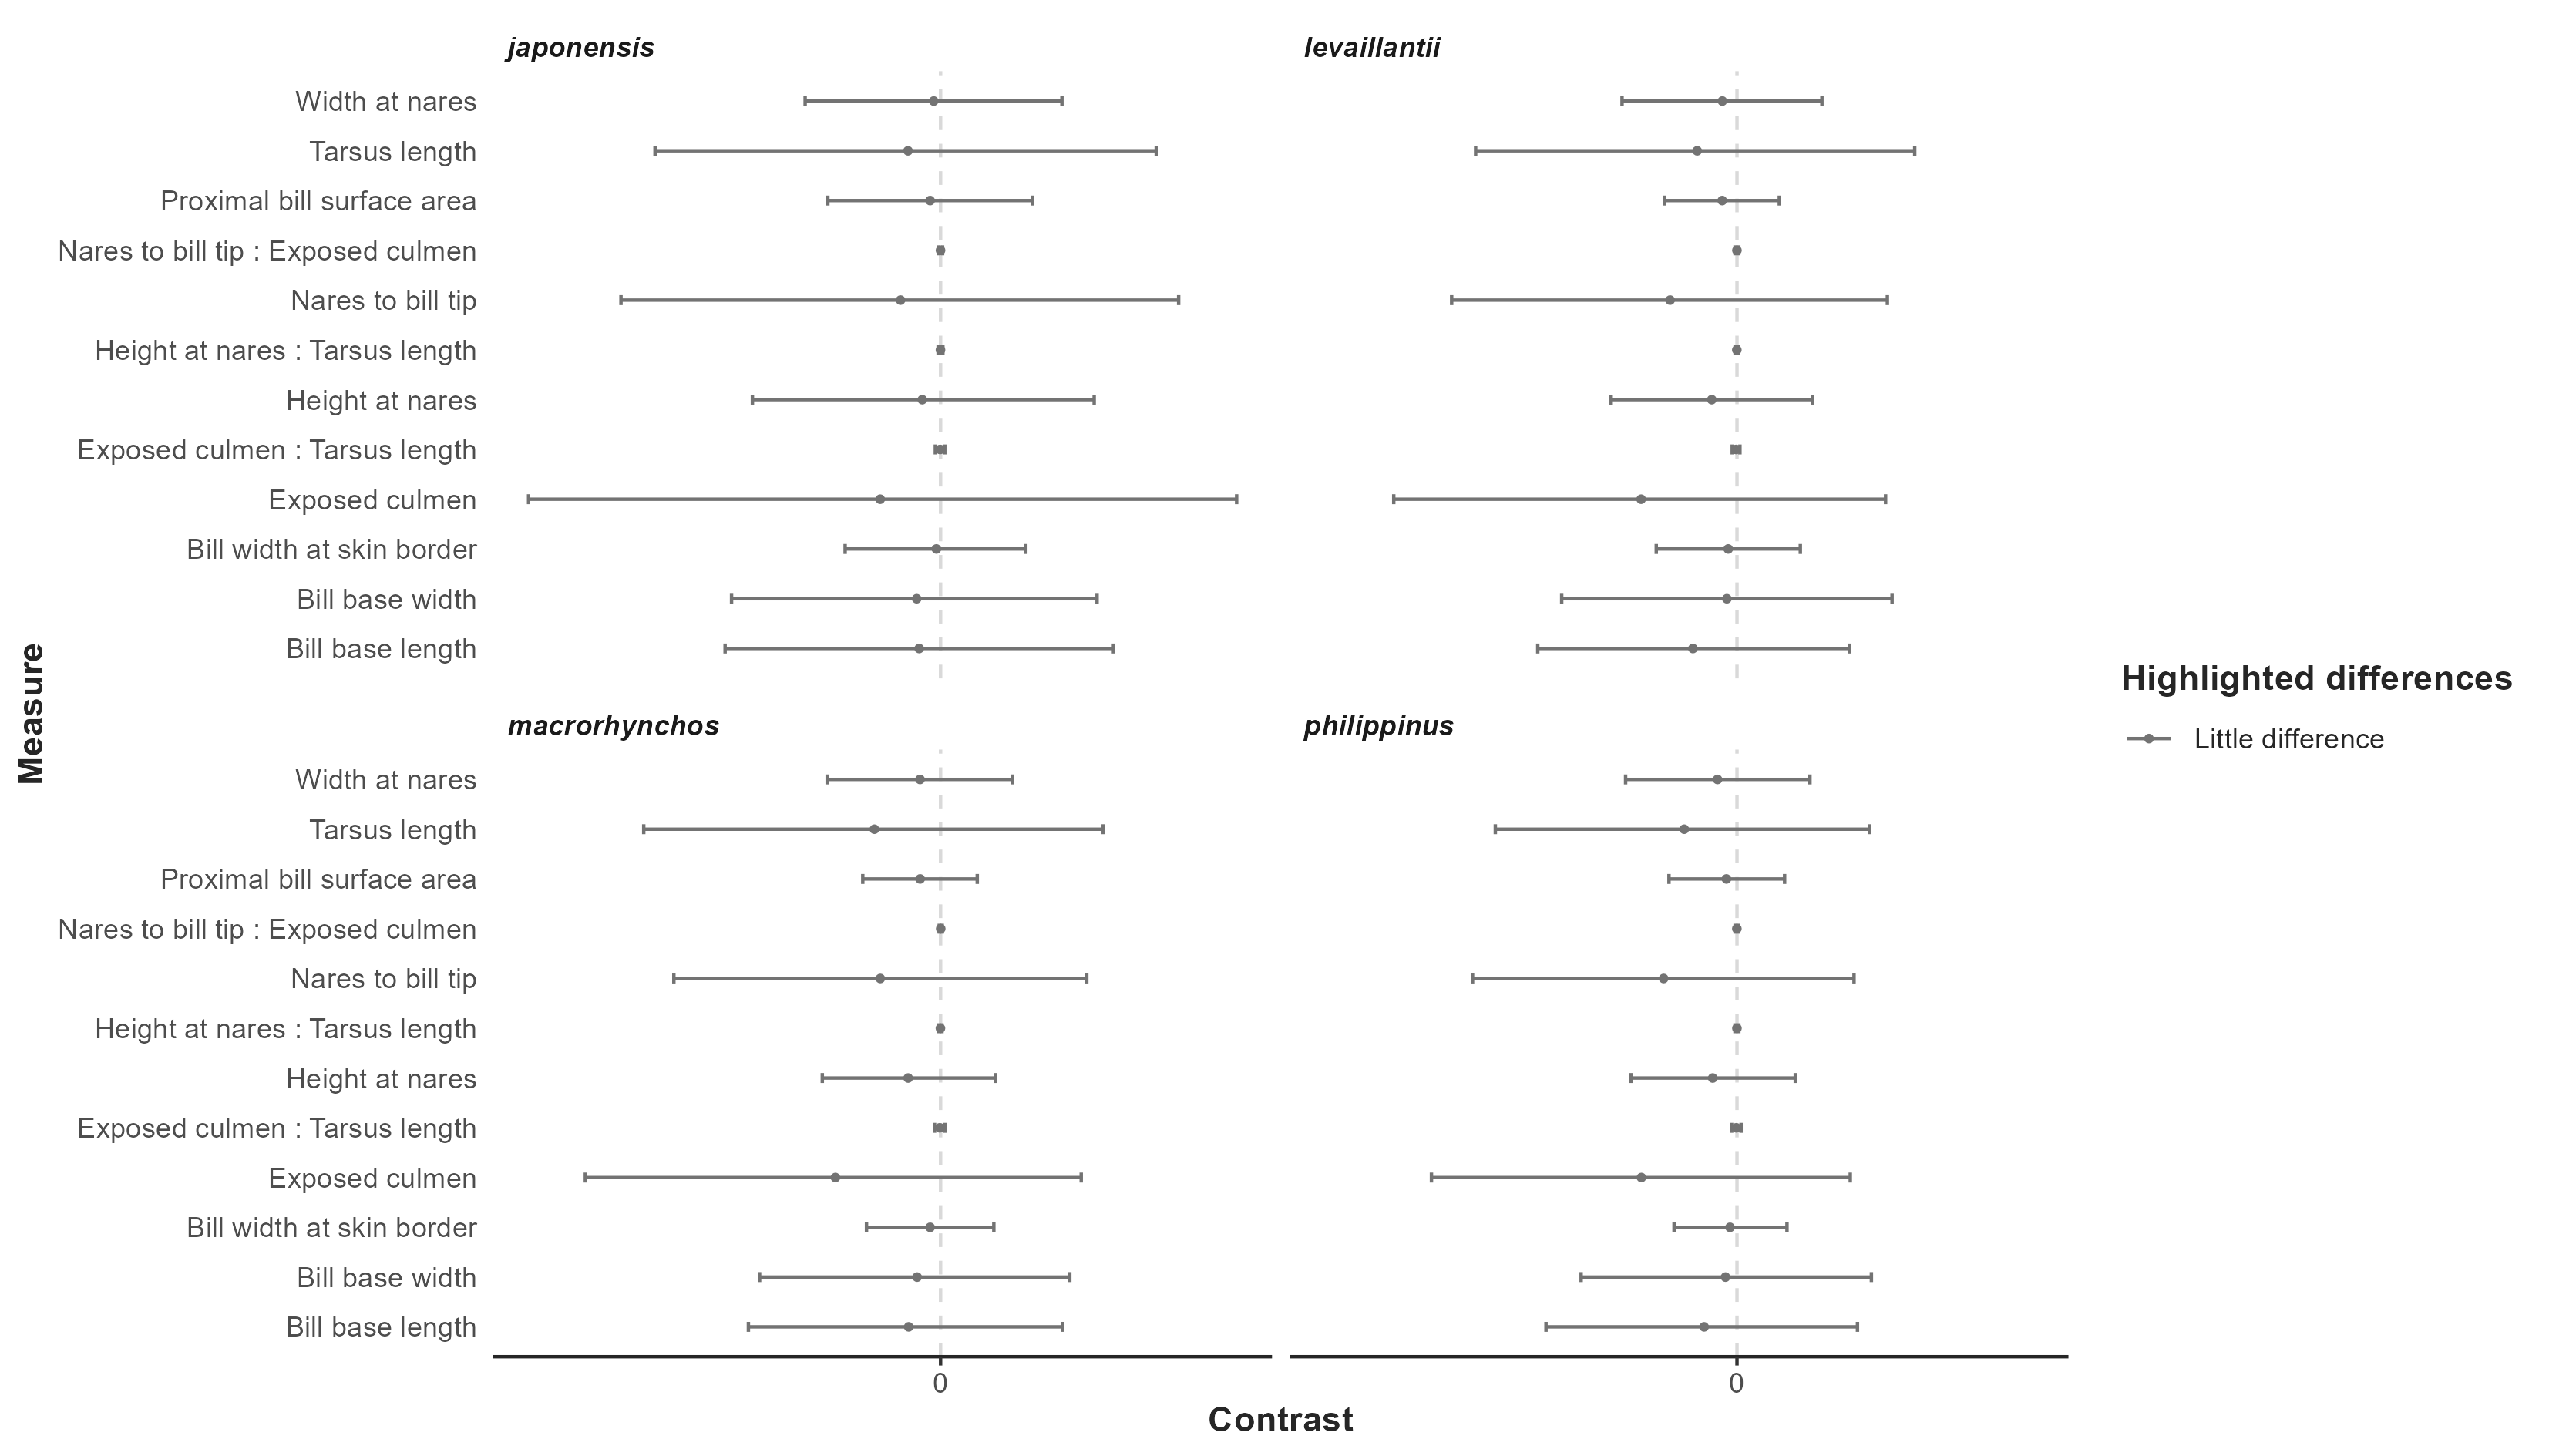 japonensis
levaillantii
Width at nares
Tarsus length
Proximal bill surface area
Nares to bill tip : Exposed culmen
Nares to bill tip
Height at nares : Tarsus length
Height at nares
Exposed culmen : Tarsus length
Exposed culmen
Bill width at skin border
Bill base width
Bill base length
Measure
macrorhynchos
philippinus
Width at nares
Tarsus length
Proximal bill surface area
Nares to bill tip : Exposed culmen
Nares to bill tip
Height at nares : Tarsus length
Height at nares
Exposed culmen : Tarsus length
Exposed culmen
Bill width at skin border
Bill base width
Bill base length
0
0
Contrast
Highlighted differences
Little difference